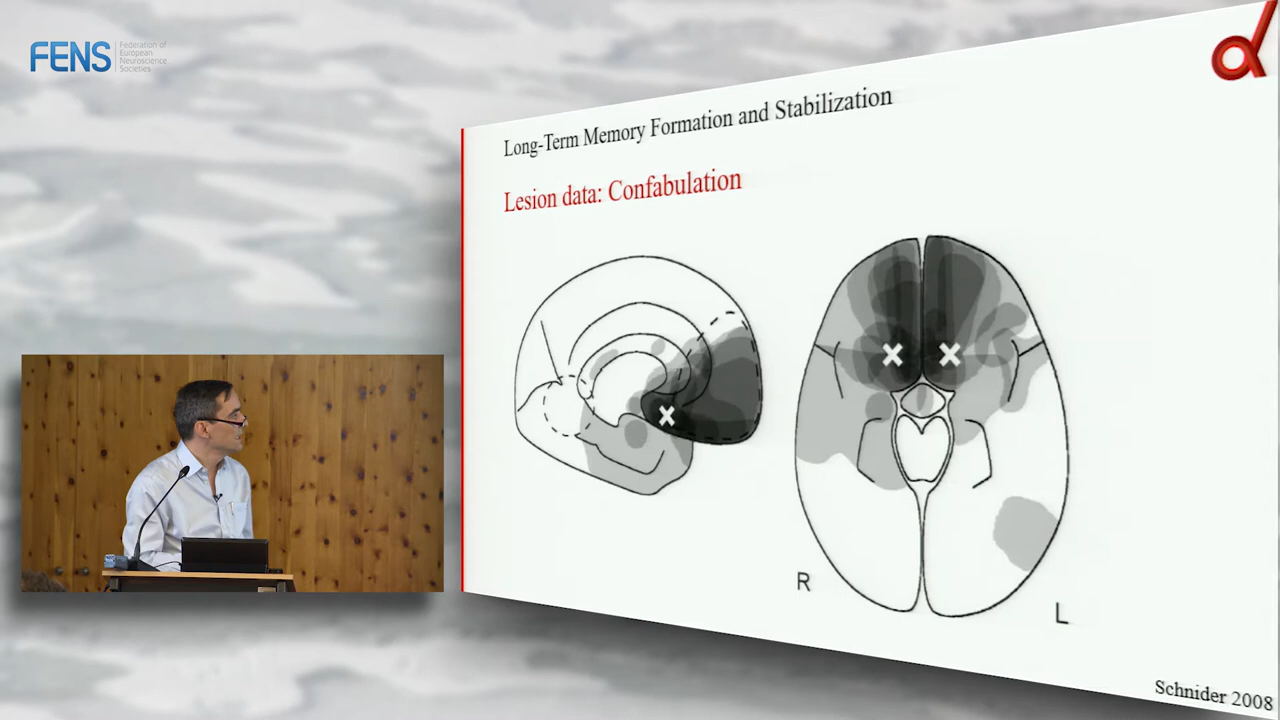 FENS
Federation of
European
Neuroscience
Societies
Long-Term Memory Formation and Stabilization
Lesion data: Confabulation
R
L
Schnider 2008